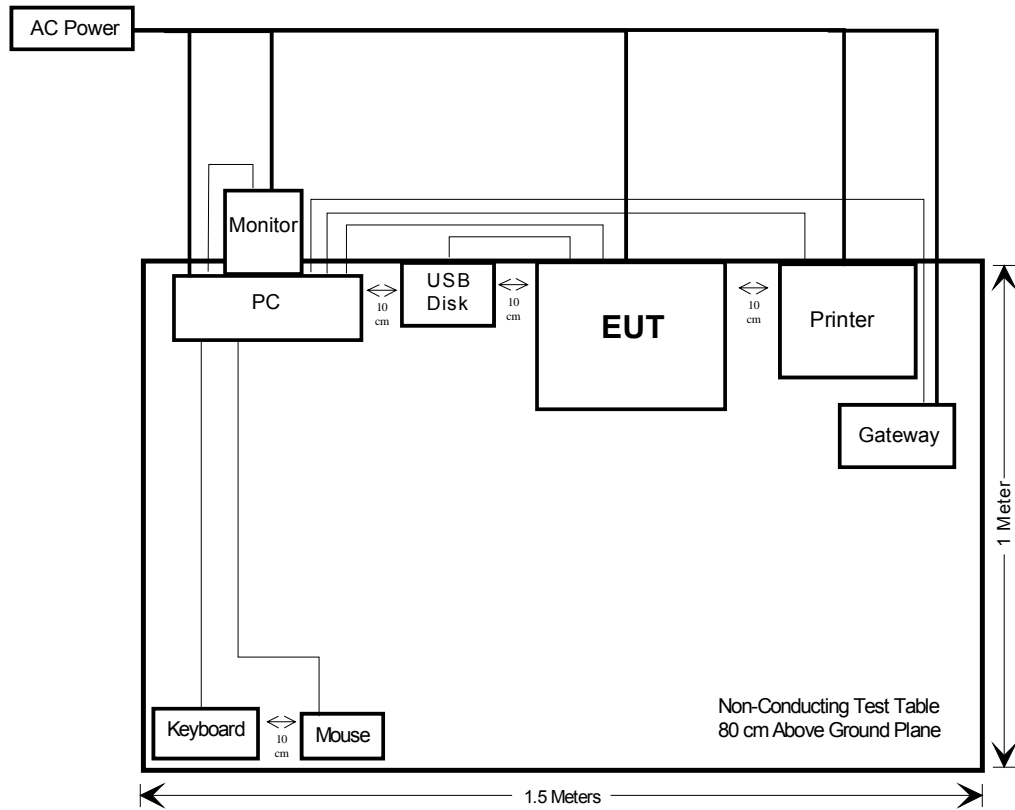 AC Power
Monitor
PC
10
cm
USB
Disk
10
cm
EUT
10
cm
Printer
Gateway
1 Meter
Keyboard
10
cm
Mouse
Non-Conducting Test Table
80 cm Above Ground Plane
1.5 Meters